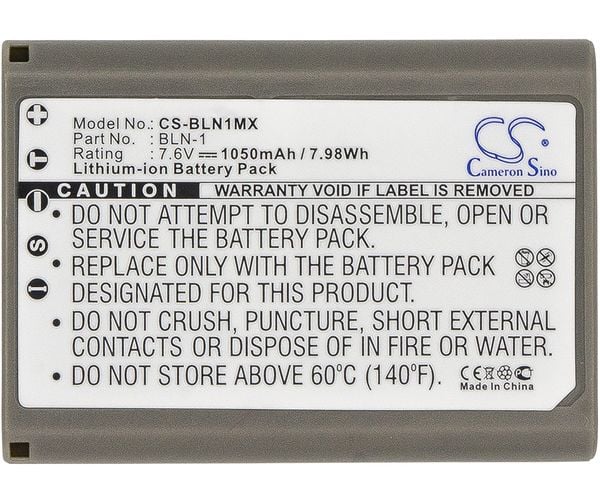 Model No.: CS-BLN1MX
Part No. : BLN-1
Rating : 7.6V ⎓ 1050mAh / 7.98Wh
Lithium-ion Battery Pack
CS
Cameron Sino
CAUTION WARRANTY VOID IF LABEL IS REMOVED!
• DO NOT ATTEMPT TO DISASSEMBLE, OPEN OR
SERVICE THE BATTERY PACK.
• REPLACE ONLY WITH THE BATTERY PACK
DESIGNATED FOR THIS PRODUCT.
• DO NOT CRUSH, PUNCTURE, SHORT EXTERNAL
OR DISPOSE OF IN FIRE OR WATER.
• DO NOT STORE ABOVE 60°C (140°F).
Made In China
+
T
−
S
I